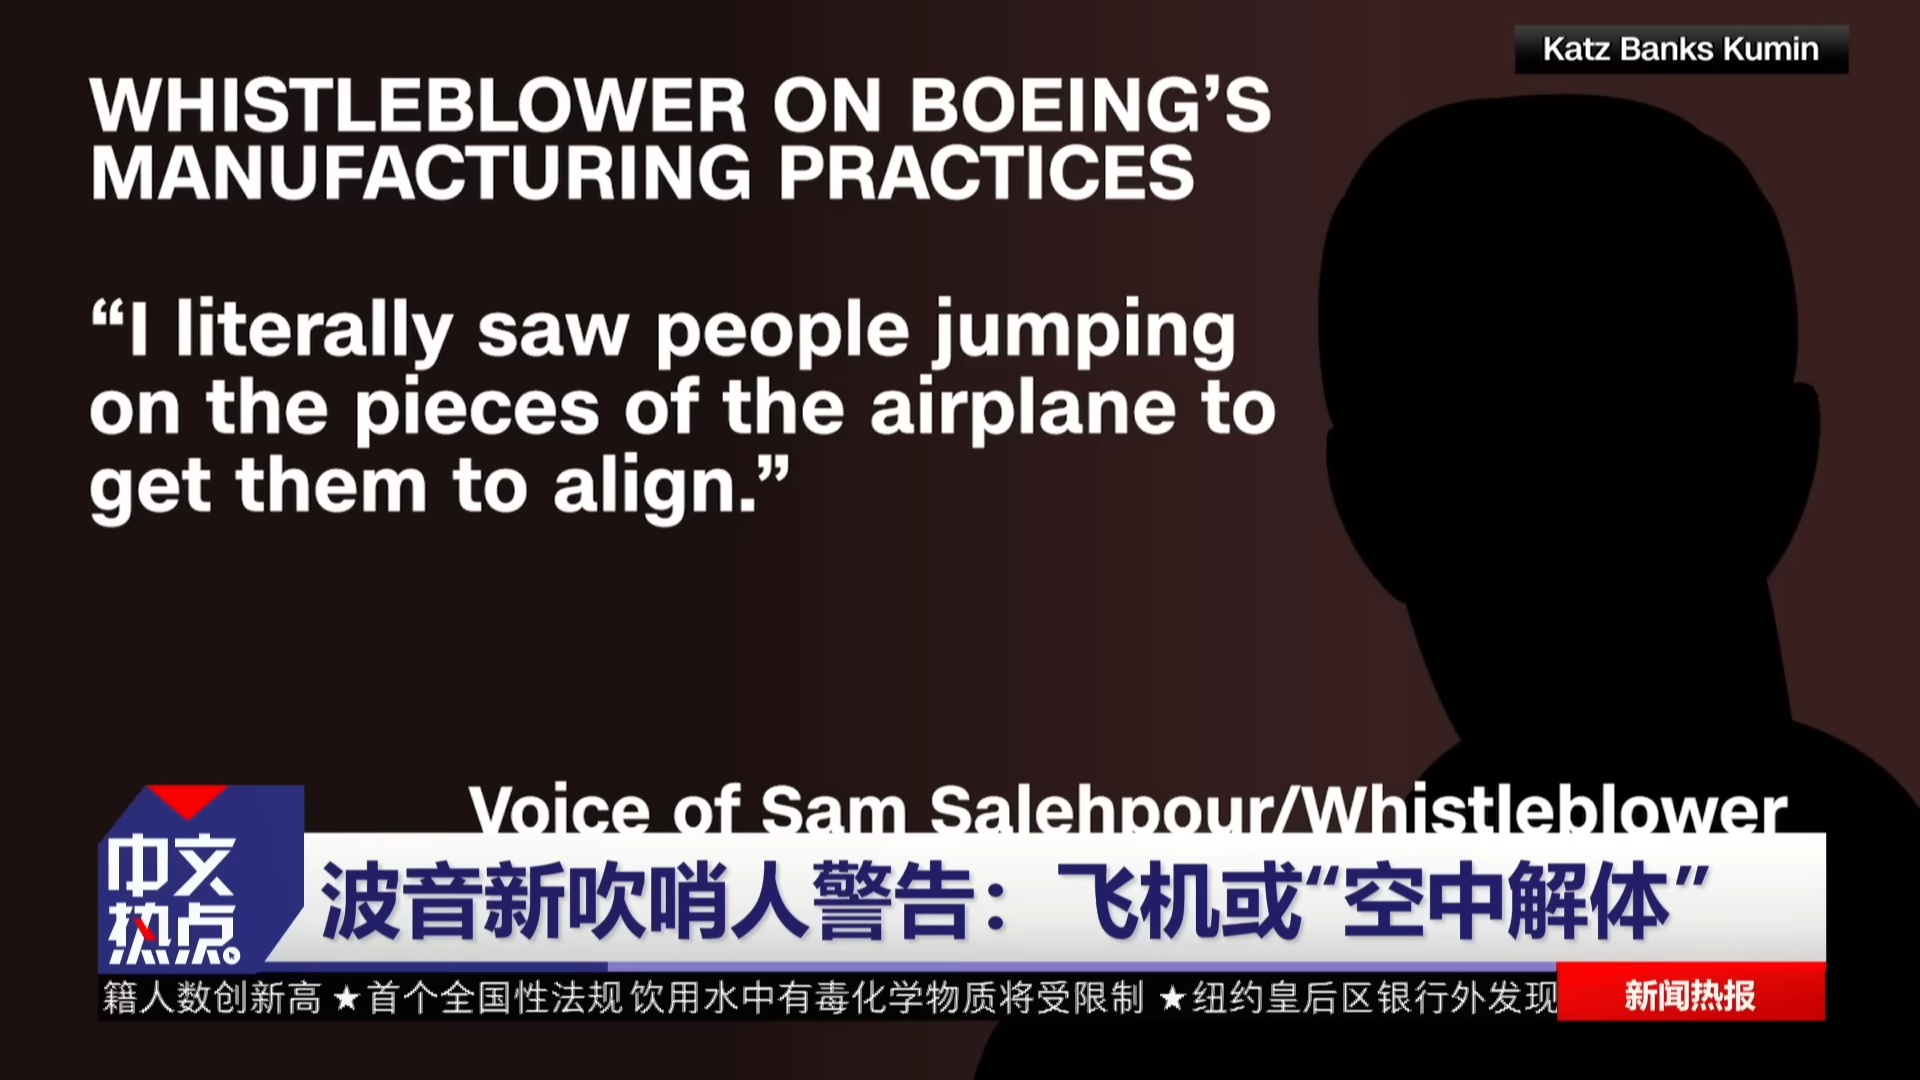 Katz Banks Kumin
WHISTLEBLOWER ON BOEING’S
MANUFACTURING PRACTICES
“I literally saw people jumping
on the pieces of the airplane to
get them to align.”
Voice of Sam Salehpour/Whistleblower
中文
热点
波音新吹哨人警告：飞机或“空中解体”
籍人数创新高 ★首个全国性法规 饮用水中有毒化学物质将受限制 ★纽约皇后区银行外发现
新闻热报